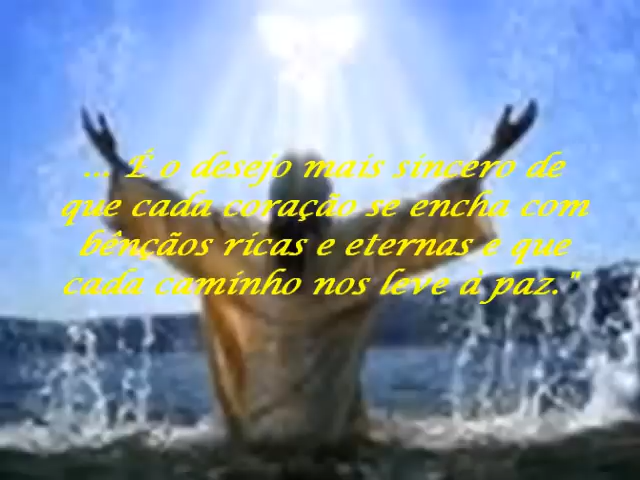 ... É o desejo mais sincero de
que cada coração se encha com
bênçãos ricas e eternas e que
cada caminho nos leve à paz."